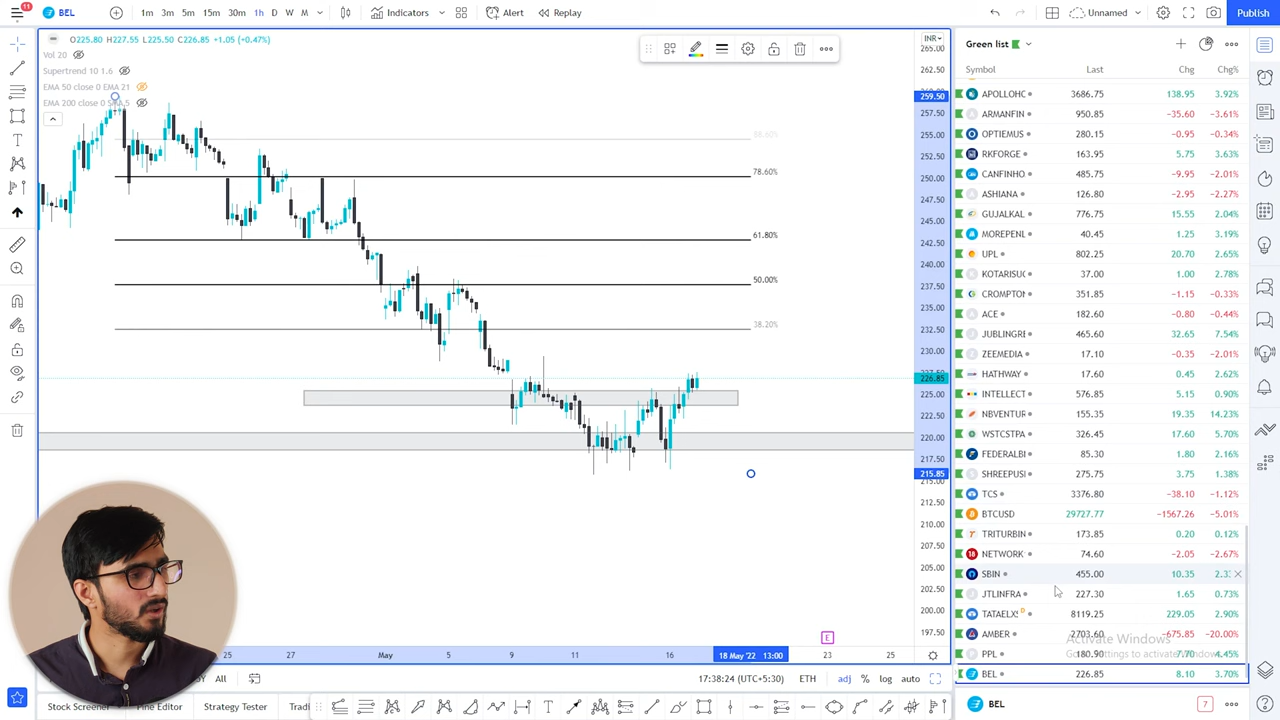 11
BEL
1m 3m 5m 15m 30m 1h D W M
Indicators
Alert
Replay
Unnamed
Publish
O225.80 H227.55 L225.50 C226.85 +1.05 (+0.47%)
Vol 20
Supertrend 10 1.6
EMA 50 close 0 EMA 21
EMA 200 close 0 SMA 5
INR
265.00
262.50
259.50
257.50
255.00
252.50
250.00
247.50
245.00
242.50
240.00
237.50
235.00
232.50
230.00
226.85
225.00
222.50
220.00
217.50
215.85
215.00
212.50
210.00
207.50
205.00
202.50
200.00
197.50
88.60%
78.60%
61.80%
50.00%
38.20%
E
25 27 May 5 9 11 16 18 May '22 13:00 23 25
All
17:38:24 (UTC+5:30) ETH adj % log auto
Stock Screener
Pine Editor
Strategy Tester
Tradi
Green list
Symbol Last Chg Chg%
APOLLOHC 3686.75 138.95 3.92%
ARMANFIN 950.85 -35.60 -3.61%
OPTIEMUS 280.15 -0.95 -0.34%
RKFORGE 163.95 5.75 3.63%
CANFINHO 485.75 -9.95 -2.01%
ASHIANA 126.80 -2.95 -2.27%
GUJALKAL 776.75 15.55 2.04%
MOREPENL 40.45 1.25 3.19%
UPL 802.25 20.70 2.65%
KOTARISUG 37.00 1.00 2.78%
CROMPTON 351.85 -1.15 -0.33%
ACE 182.60 -0.80 -0.44%
JUBLINGRE 465.60 32.65 7.54%
ZEEMEDIA 17.10 -0.35 -2.01%
HATHWAY 17.60 0.45 2.62%
INTELLECT 576.85 5.15 0.90%
NBVENTUR 155.35 19.35 14.23%
WSTCSTPA 326.45 17.60 5.70%
FEDERALBI 85.30 1.80 2.16%
SHREEPUSI 275.75 3.75 1.38%
TCS 3376.80 -38.10 -1.12%
BTCUSD 29727.77 -1567.26 -5.01%
TRITURBIN 173.85 0.20 0.12%
NETWORK 74.60 -2.05 -2.67%
SBIN 455.00 10.35 2.33
JTLINFRA 227.30 1.65 0.73%
TATAELXS D 8119.25 229.05 2.90%
AMBER 2703.60 -675.85 -20.00%
PPL 180.90 7.70 4.45%
BEL 226.85 8.10 3.70%
Activate Windows
Go to Settings to activate Windows.
BEL 7